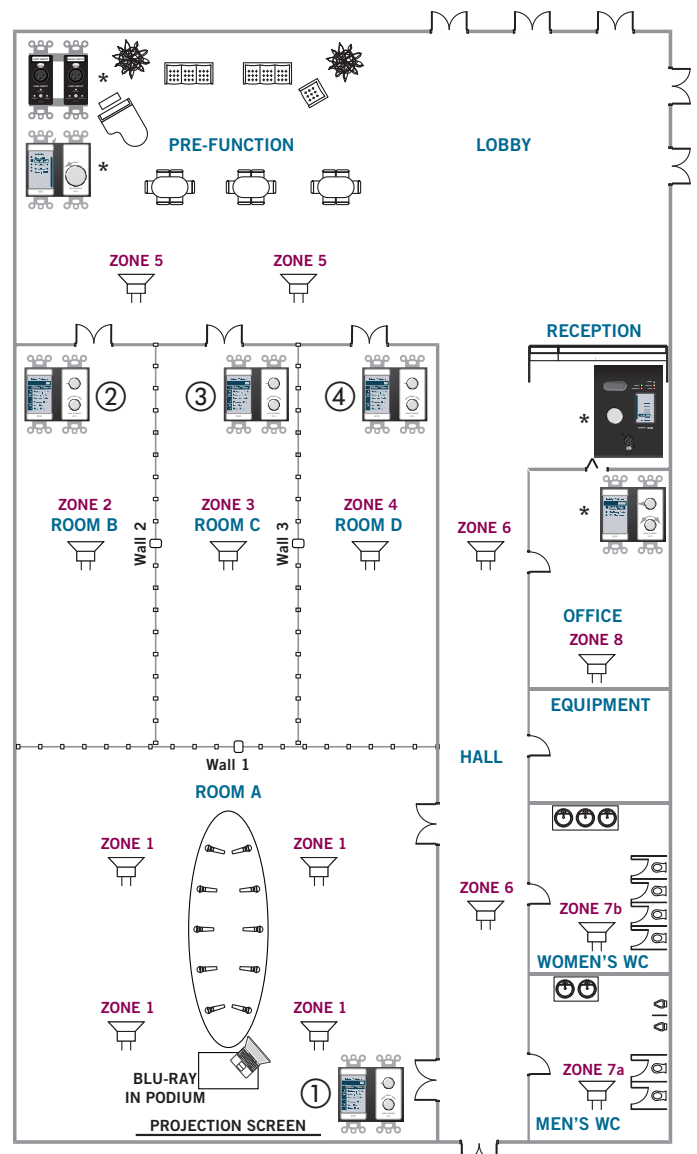 *
PRE-FUNCTION
LOBBY
*
ZONE 5
ZONE 5
RECEPTION
②
③
④
*
ZONE 2
ROOM B
Wall 2
ZONE 3
ROOM C
Wall 3
ZONE 4
ROOM D
ZONE 6
*
OFFICE
ZONE 8
EQUIPMENT
Wall 1
HALL
ROOM A
ZONE 1
ZONE 1
ZONE 6
ZONE 7b
WOMEN'S WC
ZONE 1
ZONE 1
BLU-RAY
IN PODIUM
①
PROJECTION SCREEN
ZONE 7a
MEN'S WC